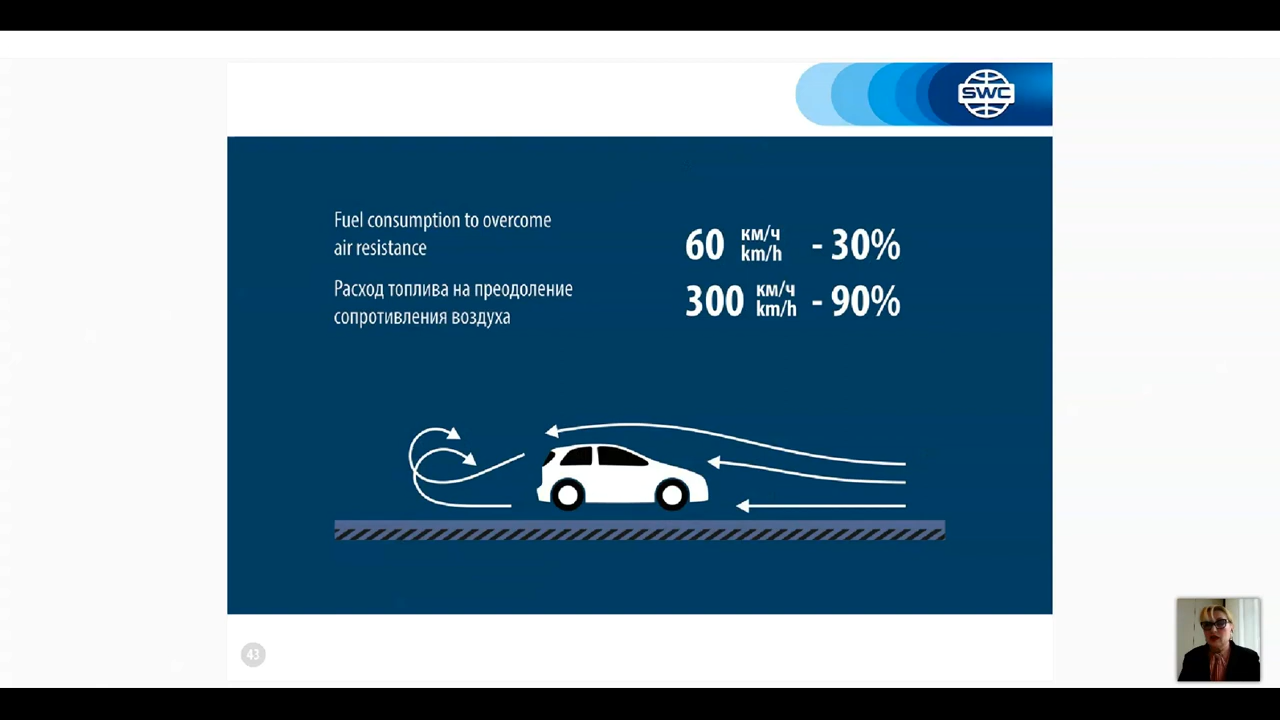 SWC
Fuel consumption to overcome
air resistance
Расход топлива на преодоление
сопротивления воздуха
60 км/ч km/h - 30%
300 км/ч km/h - 90%
43